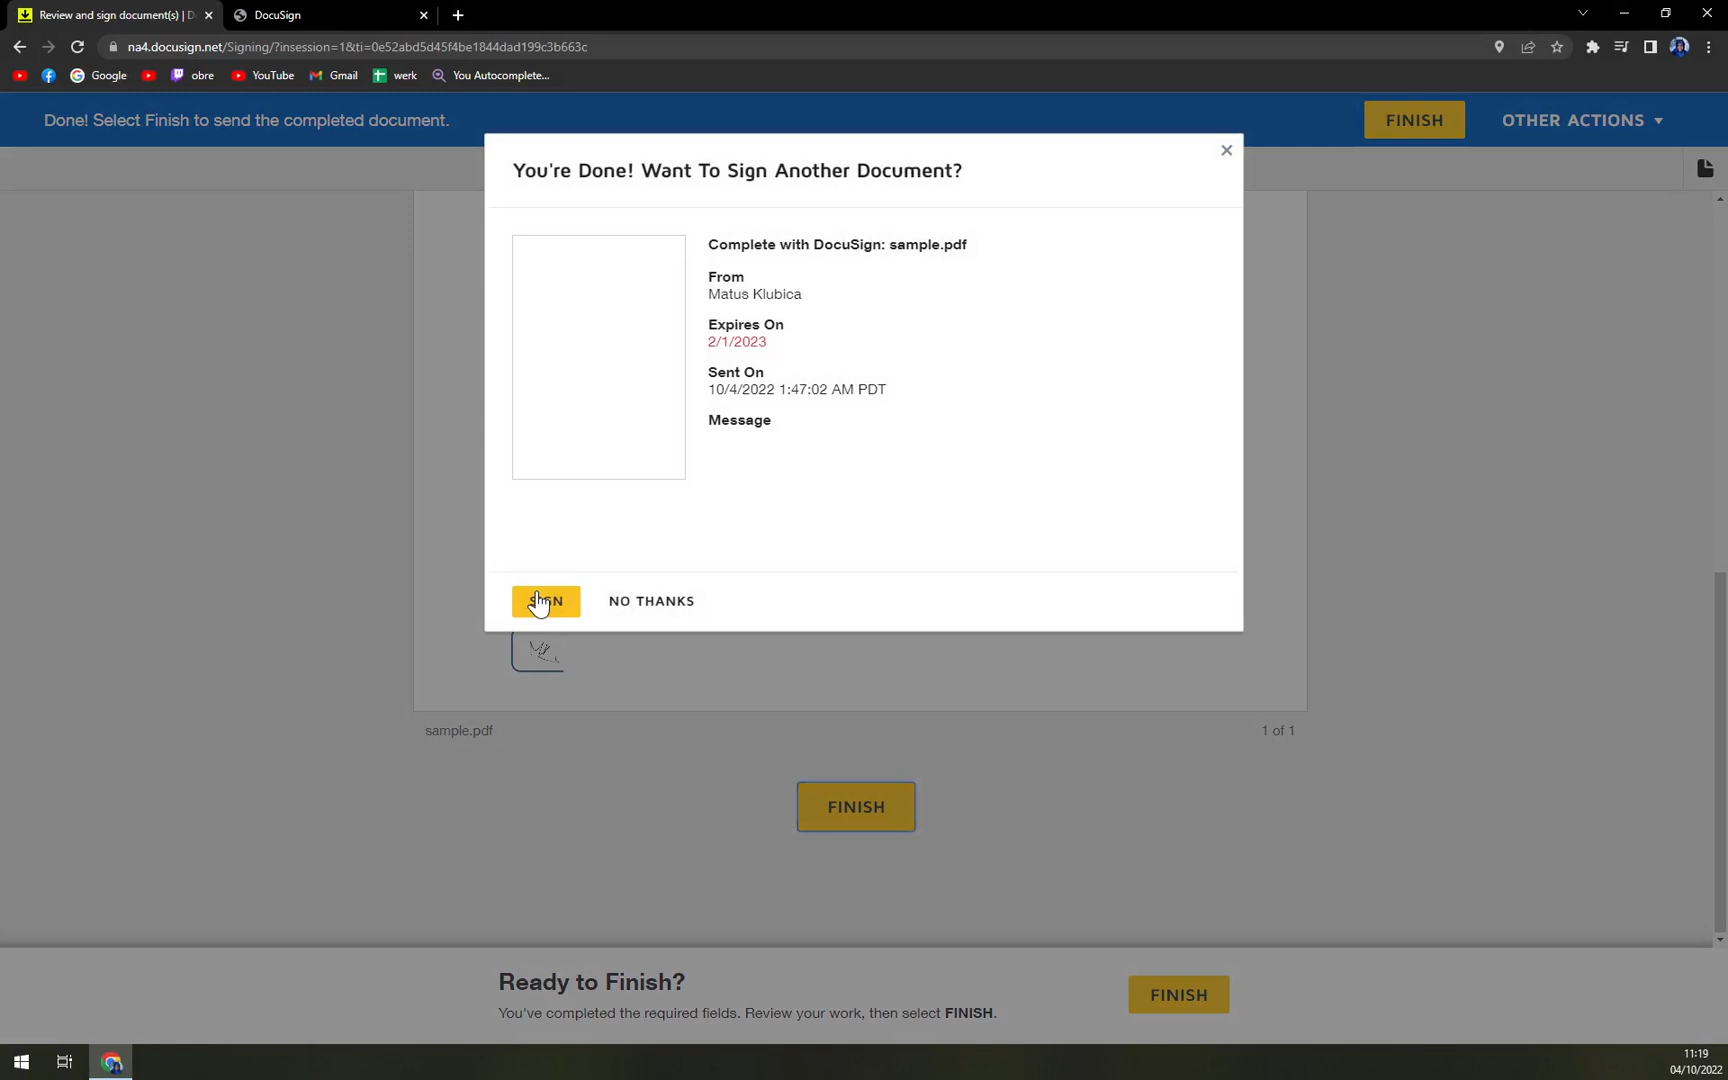 Review and sign document(s) | D
DocuSign
na4.docusign.net/Signing/?insession=1&ti=0e52abd5d45f4be1844dad199c3b663c
Google
obre
YouTube
Gmail
werk
You Autocomplete...
Done! Select Finish to send the completed document.
FINISH
OTHER ACTIONS
You're Done! Want To Sign Another Document?
Complete with DocuSign: sample.pdf
From
Matus Klubica
Expires On
2/1/2023
Sent On
10/4/2022 1:47:02 AM PDT
Message
SIGN
NO THANKS
sample.pdf
1 of 1
FINISH
Ready to Finish?
You've completed the required fields. Review your work, then select FINISH.
FINISH
11:19
04/10/2022